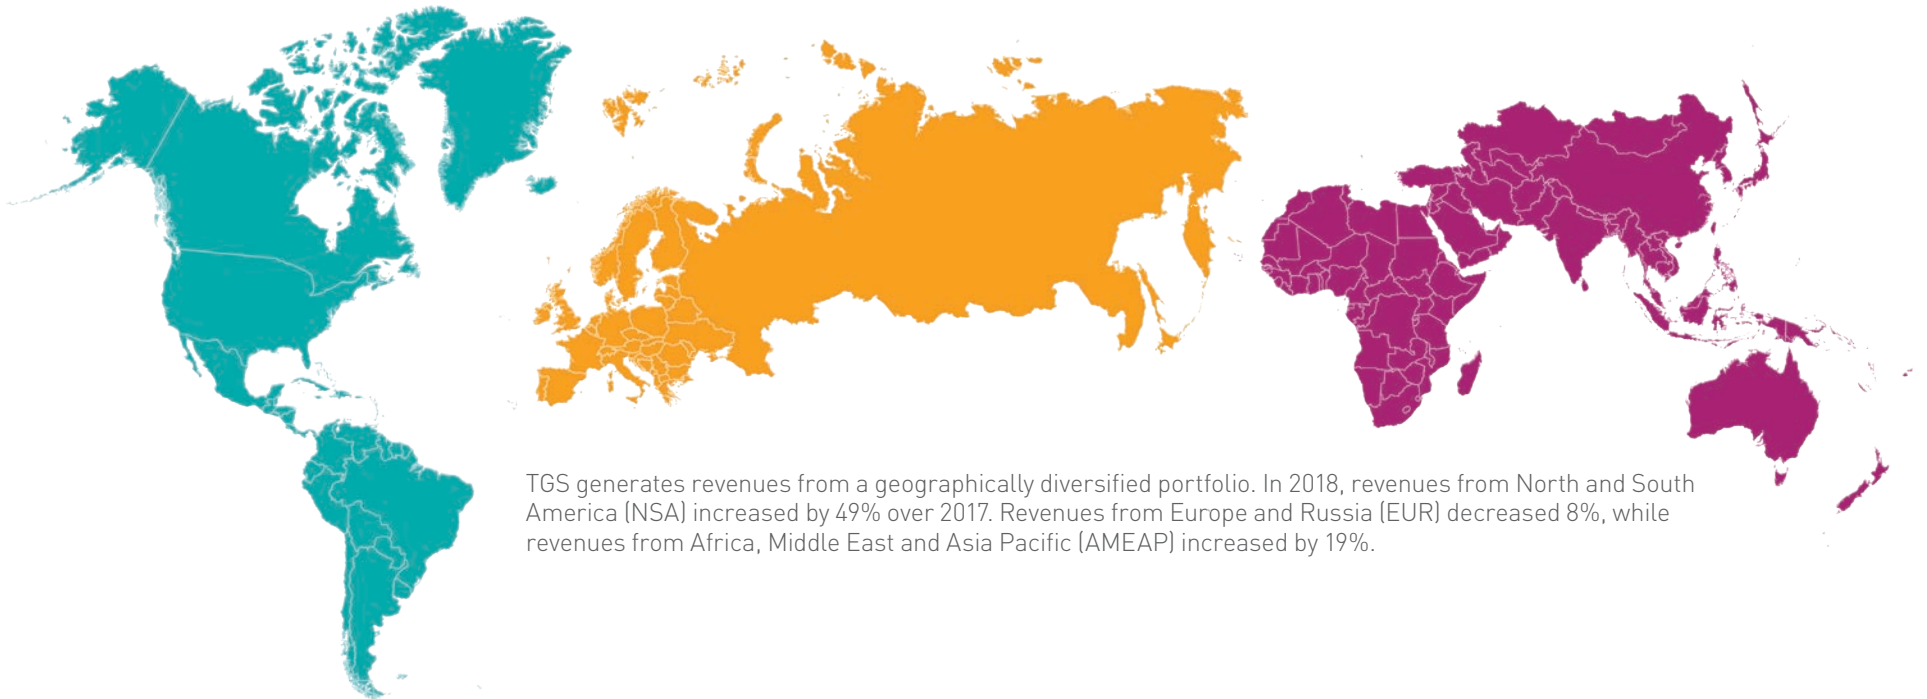 TGS generates revenues from a geographically diversified portfolio. In 2018, revenues from North and South
America (NSA) increased by 49% over 2017. Revenues from Europe and Russia (EUR) decreased 8%, while
revenues from Africa, Middle East and Asia Pacific (AMEAP) increased by 19%.